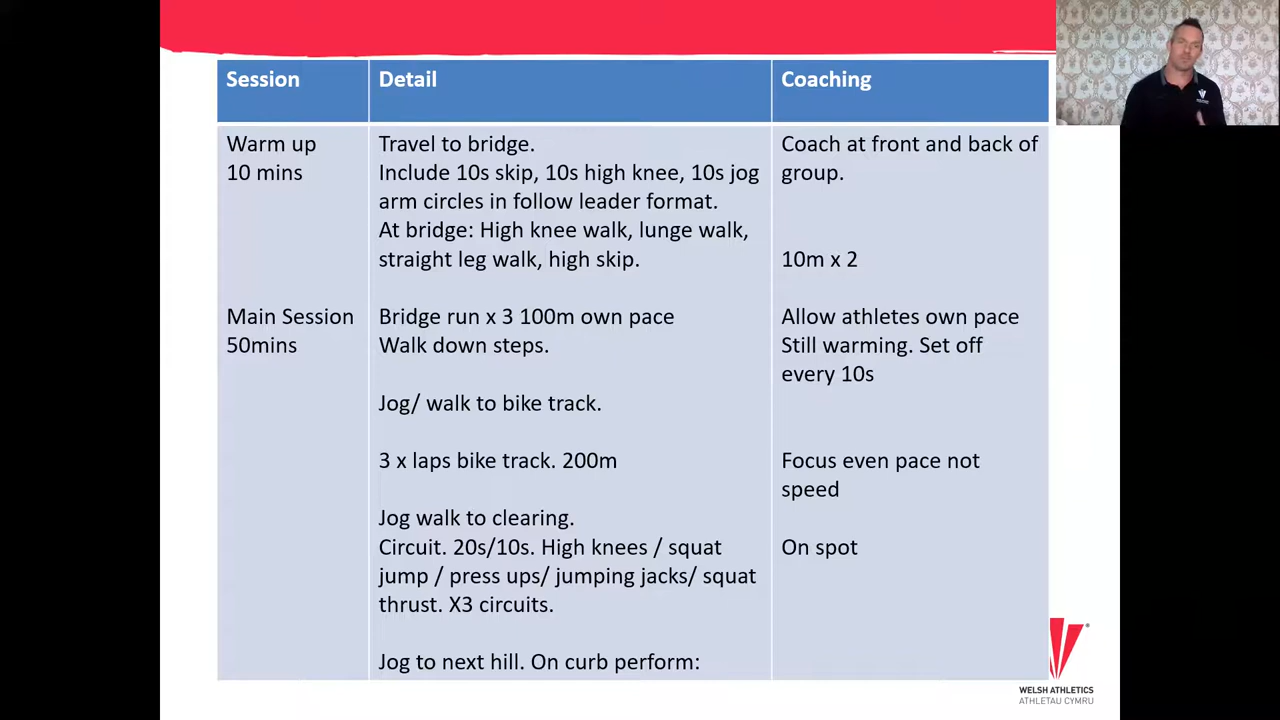 Session
Detail
Coaching
Warm up
10 mins
Travel to bridge.
Include 10s skip, 10s high knee, 10s jog
arm circles in follow leader format.
At bridge: High knee walk, lunge walk,
straight leg walk, high skip.
Coach at front and back of
group.
10m x 2
Main Session
50mins
Bridge run x 3 100m own pace
Walk down steps.
Jog/ walk to bike track.
3 x laps bike track. 200m
Jog walk to clearing.
Circuit. 20s/10s. High knees / squat
jump / press ups/ jumping jacks/ squat
thrust. X3 circuits.
Jog to next hill. On curb perform:
Allow athletes own pace
Still warming. Set off
every 10s
Focus even pace not
speed
On spot
WELSH ATHLETICS
ATHLETAU CYMRU